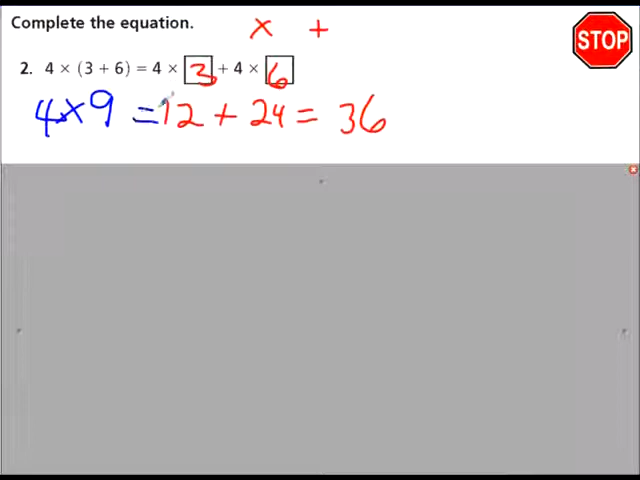 Complete the equation. × +
STOP
2. 4 × (3 + 6) = 4 × 3 + 4 × 6
4 × 9 = 12 + 24 = 36